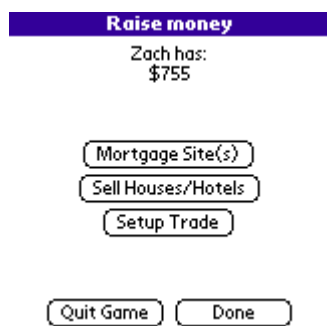 Raise money
Zach has:
$755
Mortgage Site(s)
Sell Houses/Hotels
Setup Trade
Quit Game Done